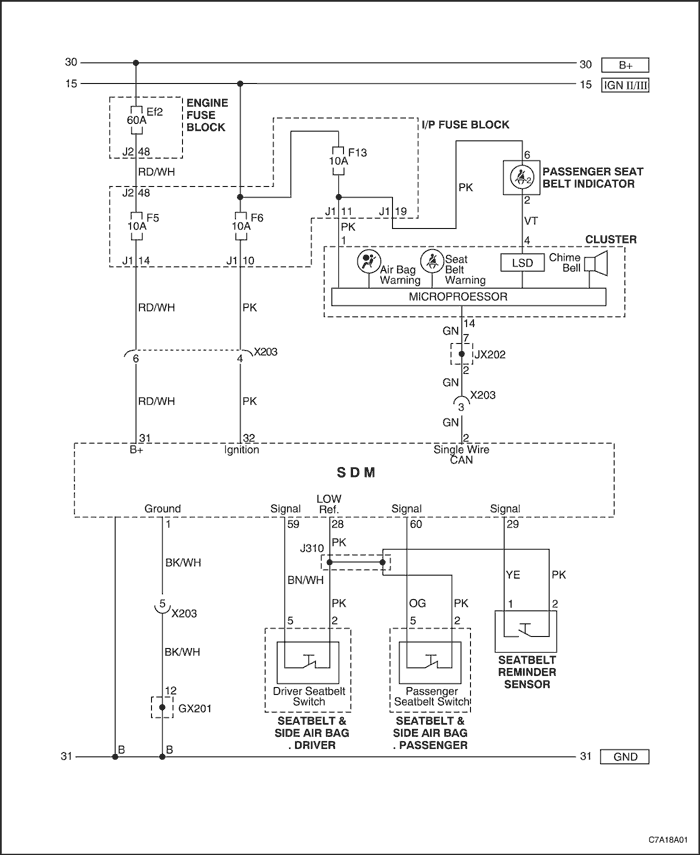 30
30
B+
15
15
IGN II/III
Ef2
60A
ENGINE
FUSE
BLOCK
J2 48
RD/WH
J2 48
F5
10A
F6
10A
J1 14
J1 10
I/P FUSE BLOCK
F13
10A
J1 11
J1 19
PK
PK
1
6
PASSENGER SEAT
BELT INDICATOR
2
VT
4
CLUSTER
Air Bag
Warning
Seat
Belt
Warning
LSD
Chime
Bell
MICROPROESSOR
RD/WH
PK
14
GN
7
JX202
2
GN
X203
6
4
X203
3
RD/WH
PK
GN
31
32
2
B+
Ignition
Single Wire
CAN
SDM
Ground
Signal
LOW
Ref.
Signal
Signal
1
59
28
60
29
BK/WH
PK
J310
BN/WH
YE
PK
PK
OG
PK
5
X203
1
2
5
2
5
2
BK/WH
SEATBELT
REMINDER
SENSOR
12
GX201
Driver Seatbelt
Switch
Passenger
Seatbelt Switch
SEATBELT &
SIDE AIR BAG
. DRIVER
SEATBELT &
SIDE AIR BAG
. PASSENGER
31
B
B
31
GND
C7A18A01